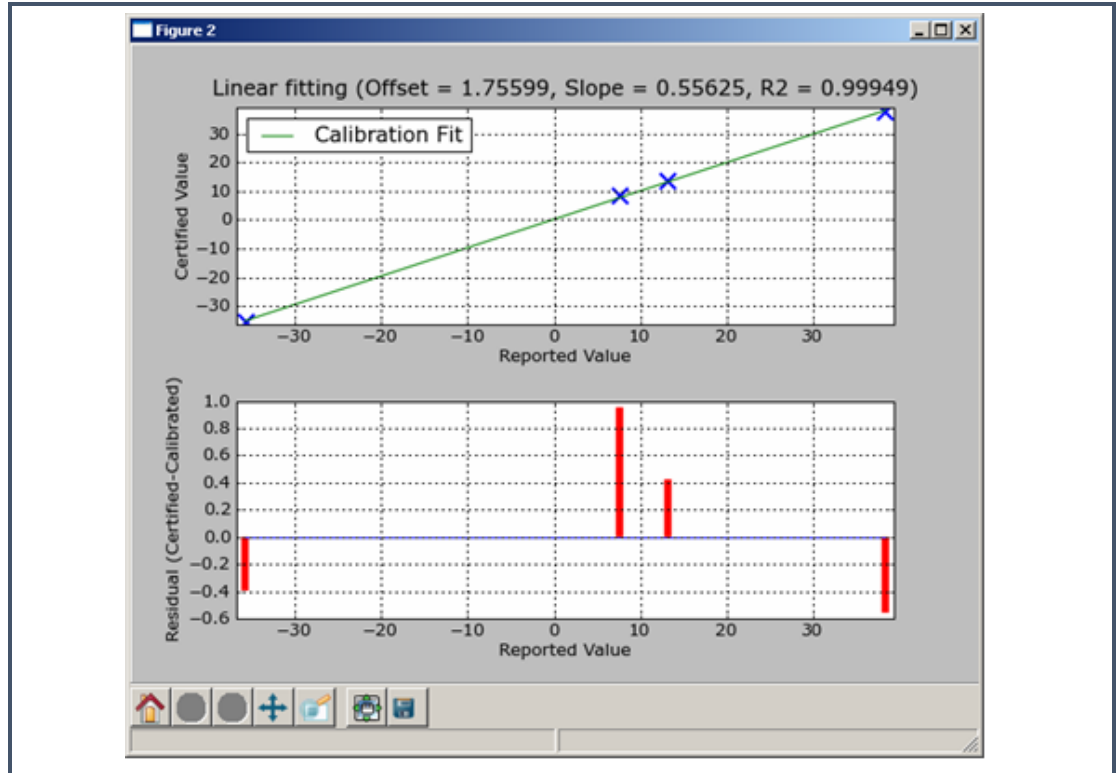 Figure 2
Linear fitting (Offset = 1.75599, Slope = 0.55625, R2 = 0.99949)
Calibration Fit
Certified Value
30
20
10
0
−10
−20
−30
−30 −20 −10 0 10 20 30
Reported Value
Residual (Certified-Calibrated)
1.0
0.8
0.6
0.4
0.2
0.0
−0.2
−0.4
−0.6
−30 −20 −10 0 10 20 30
Reported Value